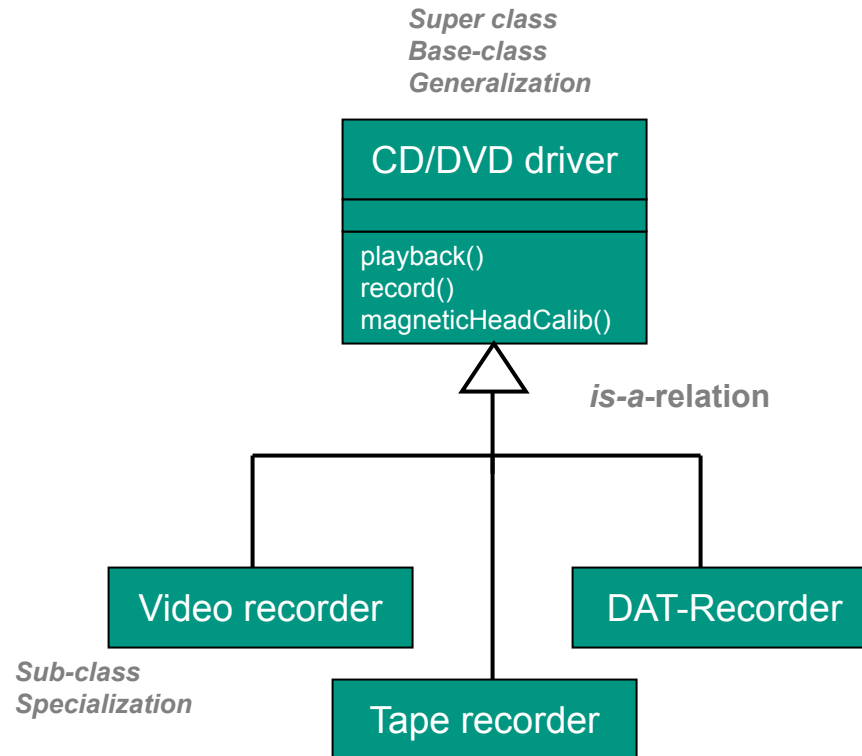 Super class
Base-class
Generalization
CD/DVD driver
playback()
record()
magneticHeadCalib()
is-a-relation
Video recorder
DAT-Recorder
Sub-class
Specialization
Tape recorder